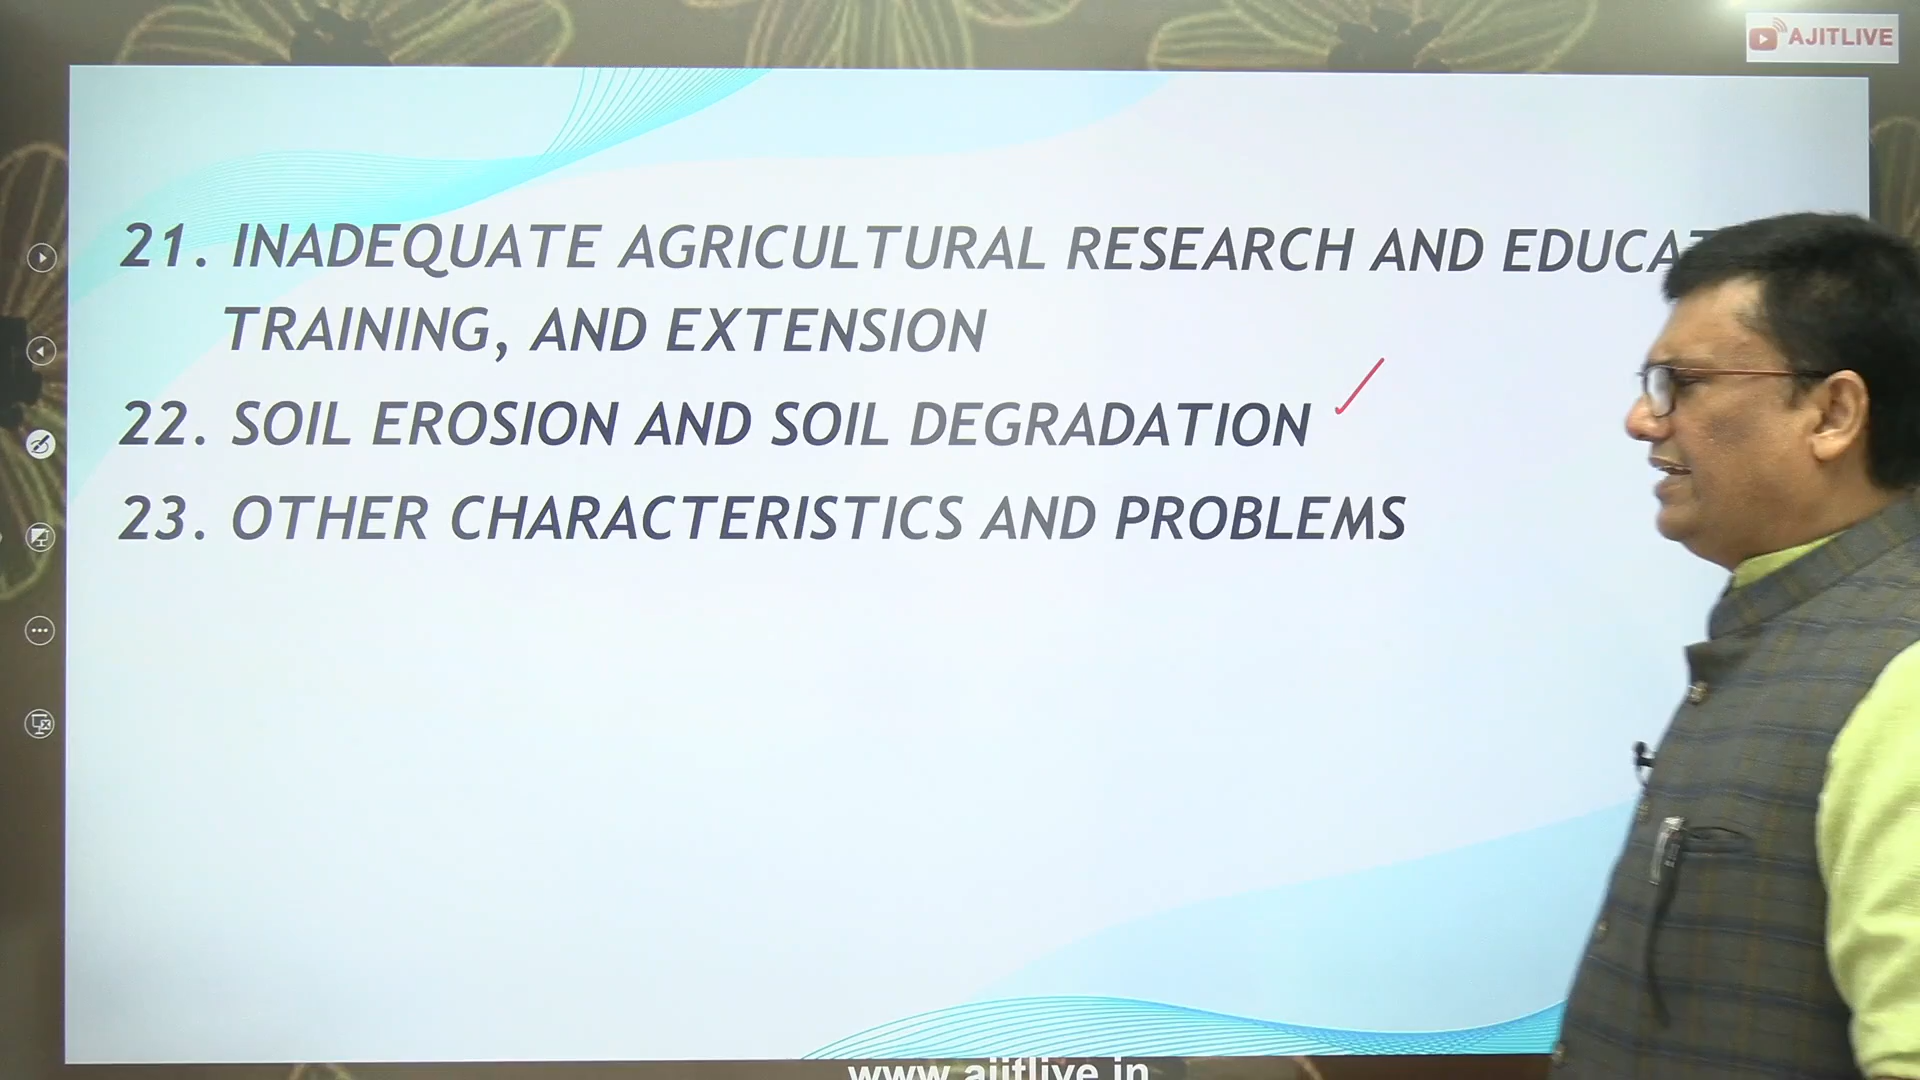 AJITLIVE
21. INADEQUATE AGRICULTURAL RESEARCH AND
TRAINING, AND EXTENSION
22. SOIL EROSION AND SOIL DEGRADATION
23. OTHER CHARACTERISTICS AND PROBLEMS
www.ajitlive.in